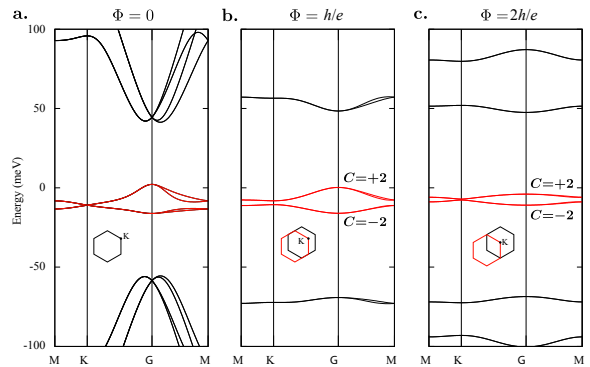 a.
Φ = 0
b.
Φ = h/e
c.
Φ = 2h/e
Energy (meV)
100
50
0
-50
-100
K
M
K
G
M
C=+2
C=−2
K
M
K
G
M
C=+2
C=−2
K
M
K
G
M